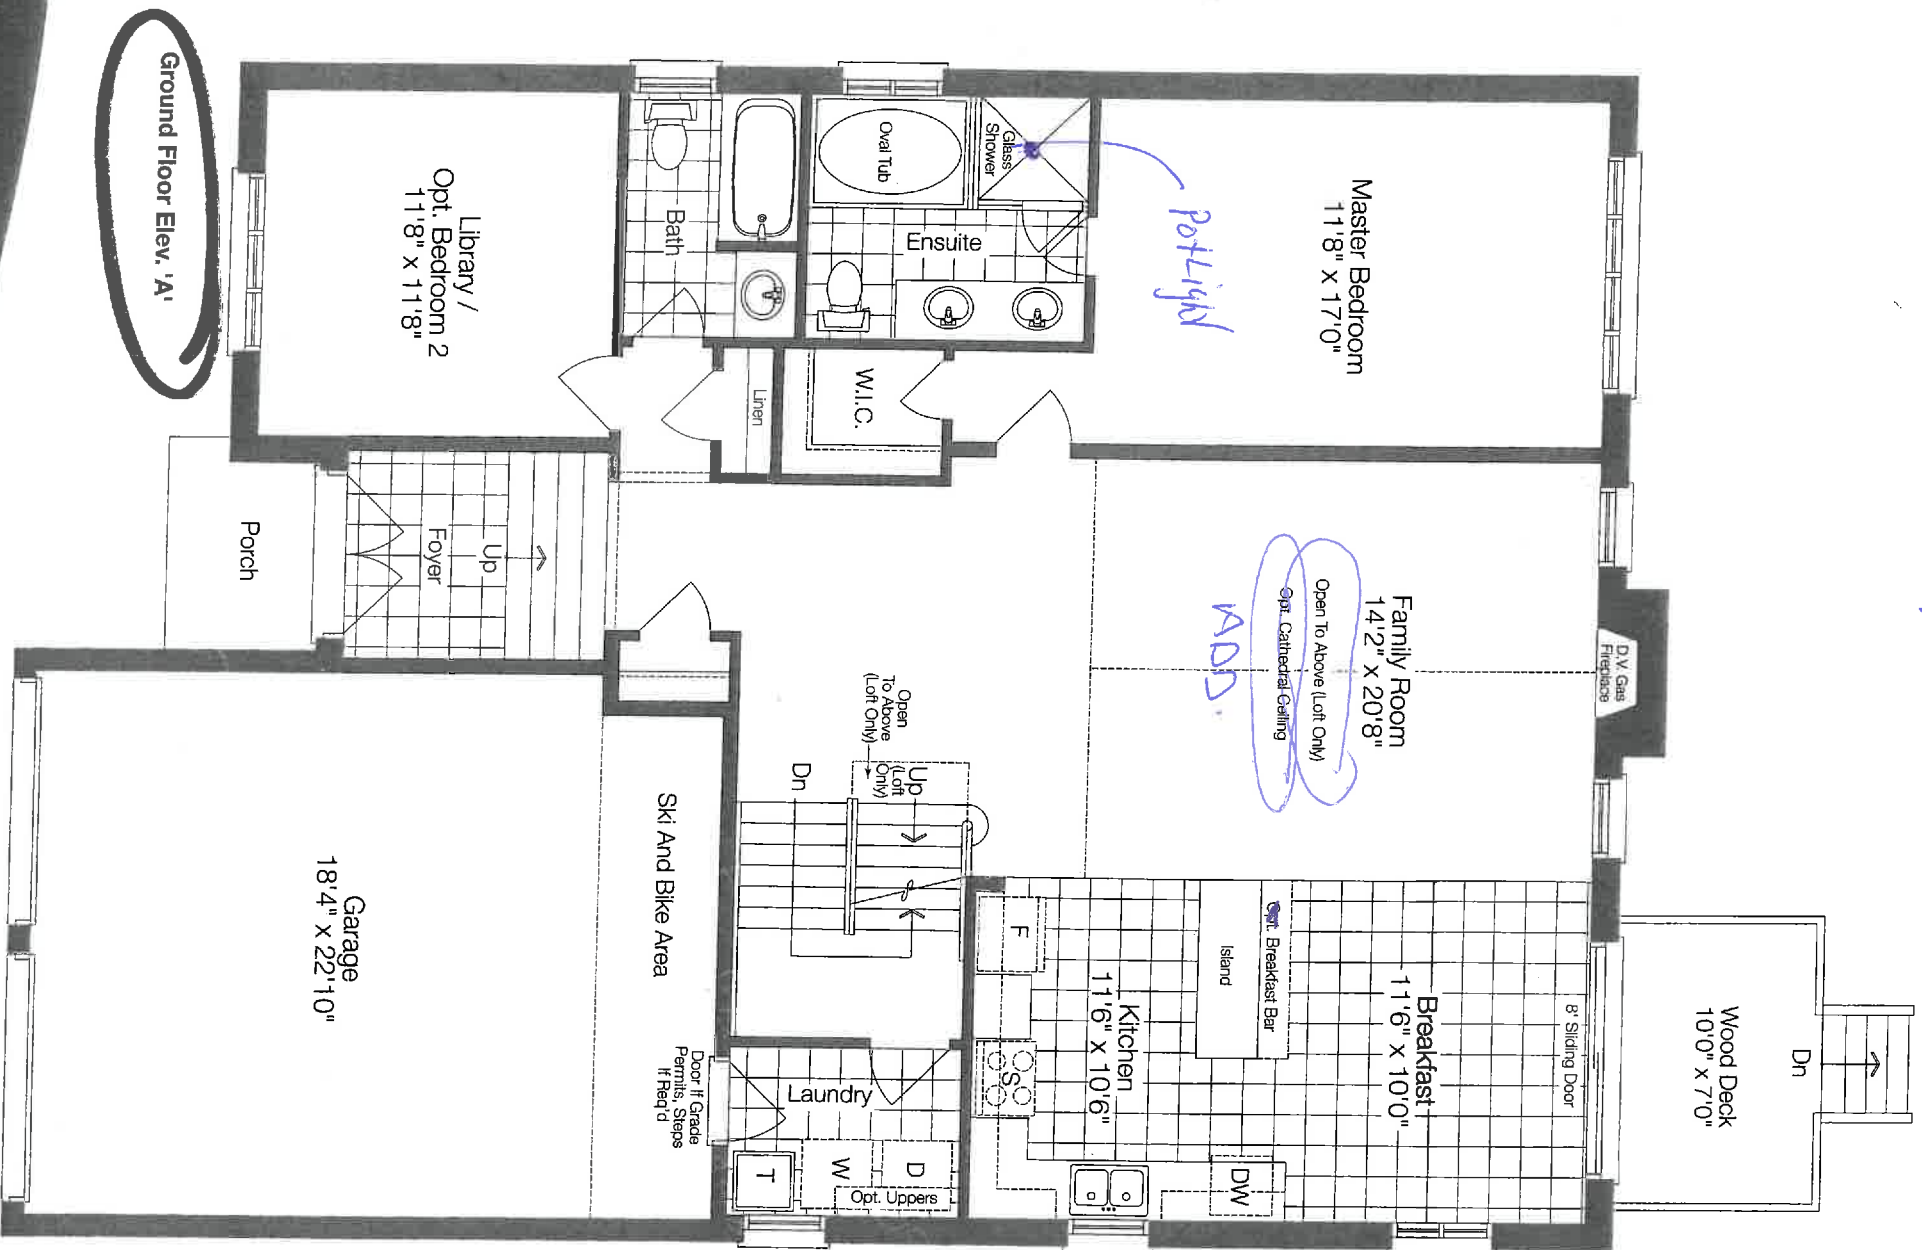 Wood Deck
10'0" x 7'0"
Dn
D.V. Gas
Fireplace
8' Sliding Door
Master Bedroom
11'8" x 17'0"
Family Room
14'2" x 20'8"
Open To Above (Loft Only)
Opt. Cathedral Ceiling
ADD.
Breakfast
11'6" x 10'0"
Opt. Breakfast Bar
Island
DW
Kitchen
11'6" x 10'6"
F
S
Pot Light
Glass
Shower
Oval Tub
Ensuite
W.I.C.
Linen
Bath
Open
To Above
(Loft Only)
Up
(Loft
Only)
Dn
Laundry
D
W
T
Opt. Uppers
Door If Grade
Permits, Steps
If Req'd
Ski And Bike Area
Library /
Opt. Bedroom 2
11'8" x 11'8"
Up
Foyer
Porch
Garage
18'4" x 22'10"
Ground Floor Elev. 'A'